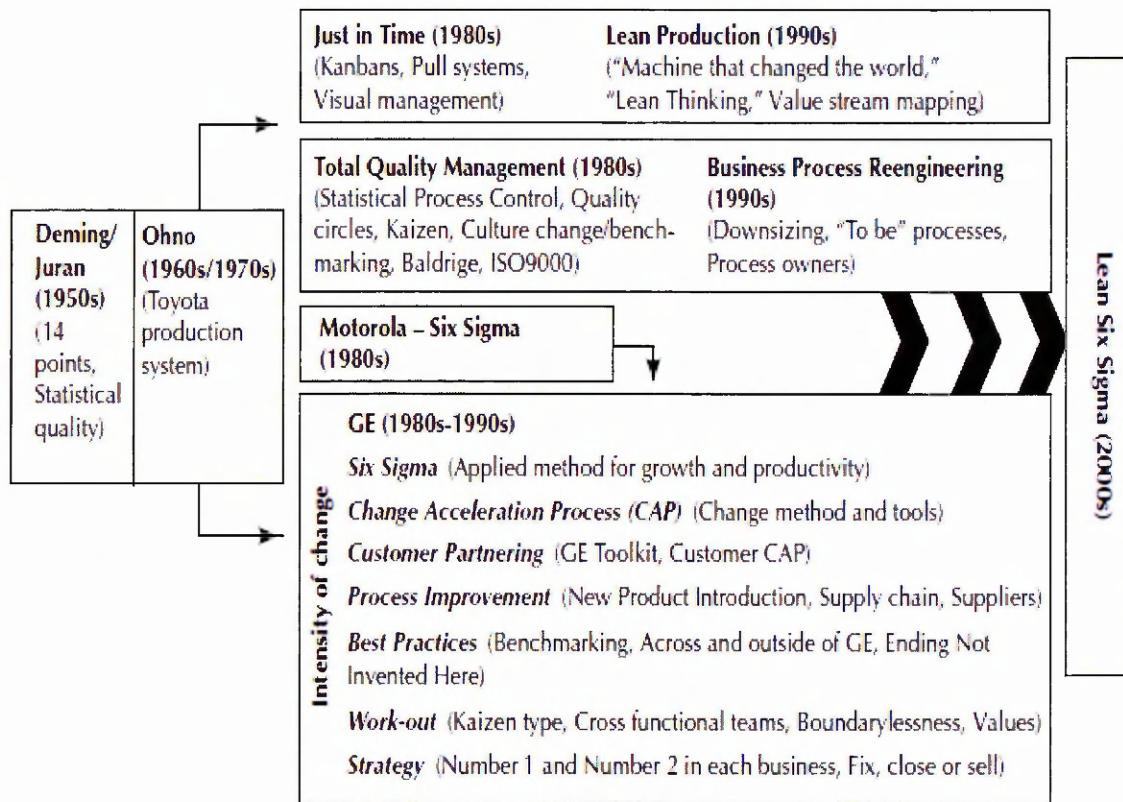 Just in Time (1980s)
(Kanbans, Pull systems,
Visual management)
Lean Production (1990s)
("Machine that changed the world,"
"Lean Thinking," Value stream mapping)
Total Quality Management (1980s)
(Statistical Process Control, Quality
circles, Kaizen, Culture change/bench-
marking, Baldrige, ISO9000)
Business Process Reengineering
(1990s)
(Downsizing, "To be" processes,
Process owners)
Deming/
Juran
(1950s)
(14
points,
Statistical
quality)
Ohno
(1960s/1970s)
(Toyota
production
system)
Motorola – Six Sigma
(1980s)
Intensity of change
GE (1980s-1990s)
Six Sigma (Applied method for growth and productivity)
Change Acceleration Process (CAP) (Change method and tools)
Customer Partnering (GE Toolkit, Customer CAP)
Process Improvement (New Product Introduction, Supply chain, Suppliers)
Best Practices (Benchmarking, Across and outside of GE, Ending Not
Invented Here)
Work-out (Kaizen type, Cross functional teams, Boundarylessness, Values)
Strategy (Number 1 and Number 2 in each business, Fix, close or sell)
Lean Six Sigma (2000s)